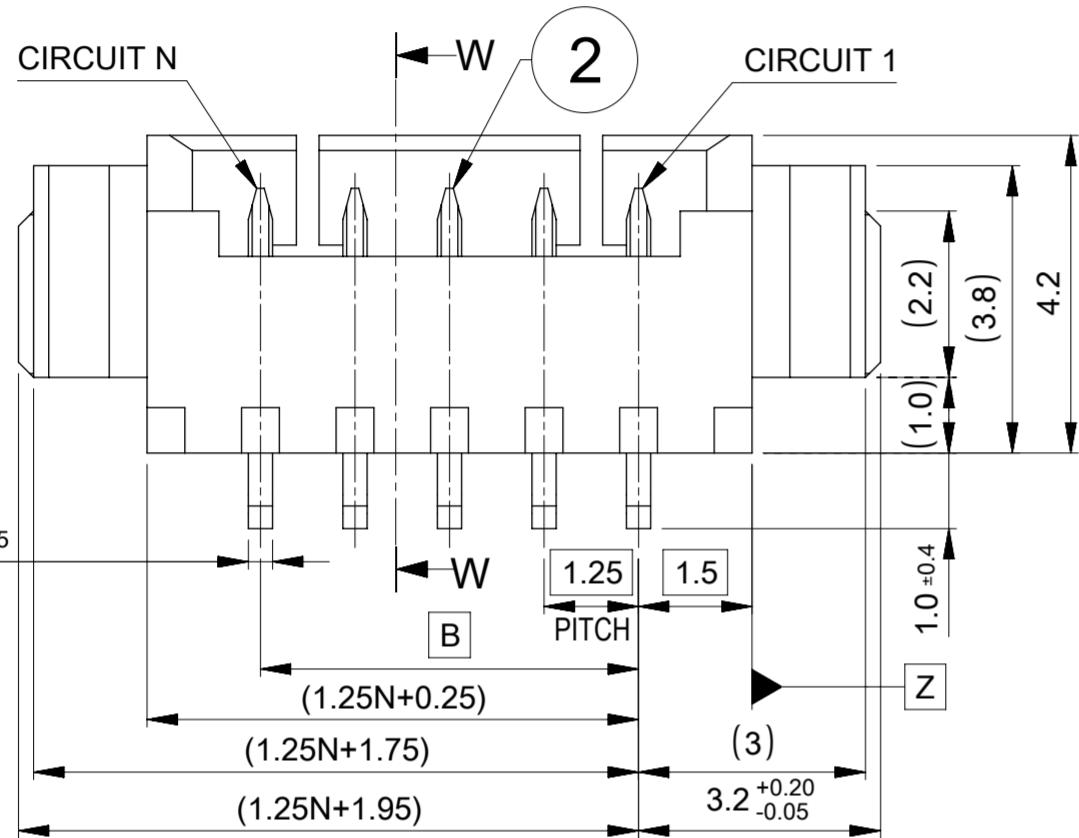 CIRCUIT N
W
2
CIRCUIT 1
(2.2)
(3.8)
4.2
(1.0)
5
W
1.25
1.5
PITCH
1.0 ±0.4
B
Z
(1.25N+0.25)
(1.25N+1.75)
(3)
(1.25N+1.95)
3.2 +0.20
-0.05